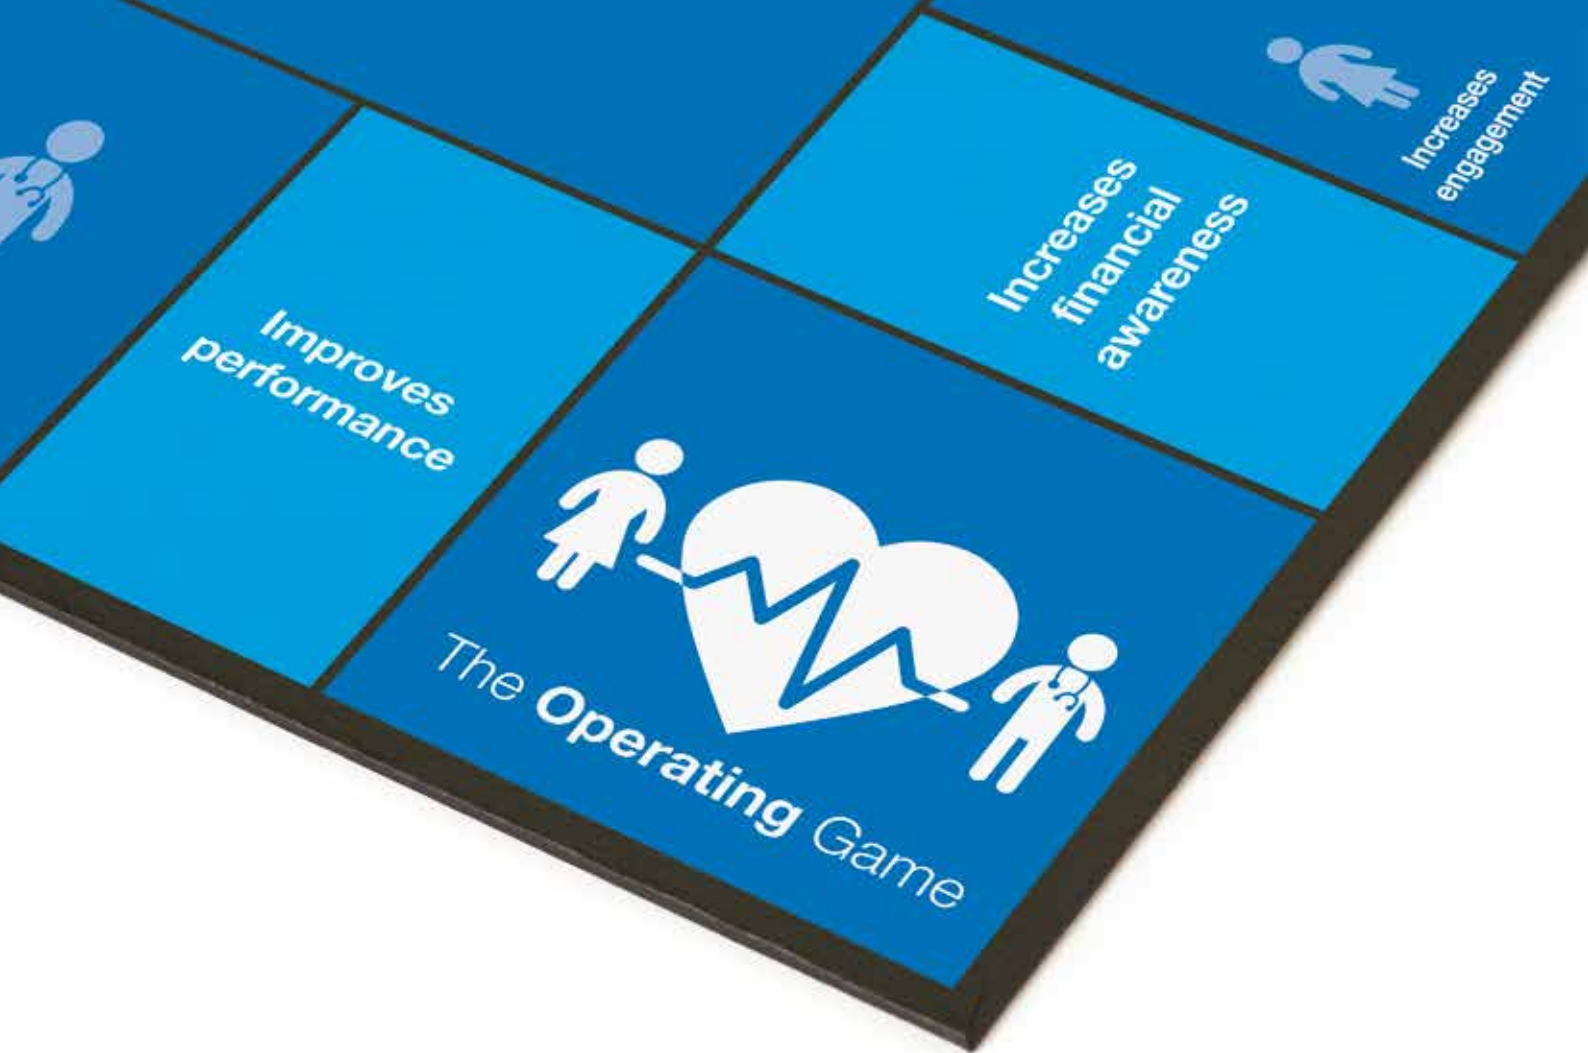 Increases
engagement
Increases
financial
awareness
Improves
performance
The Operating Game